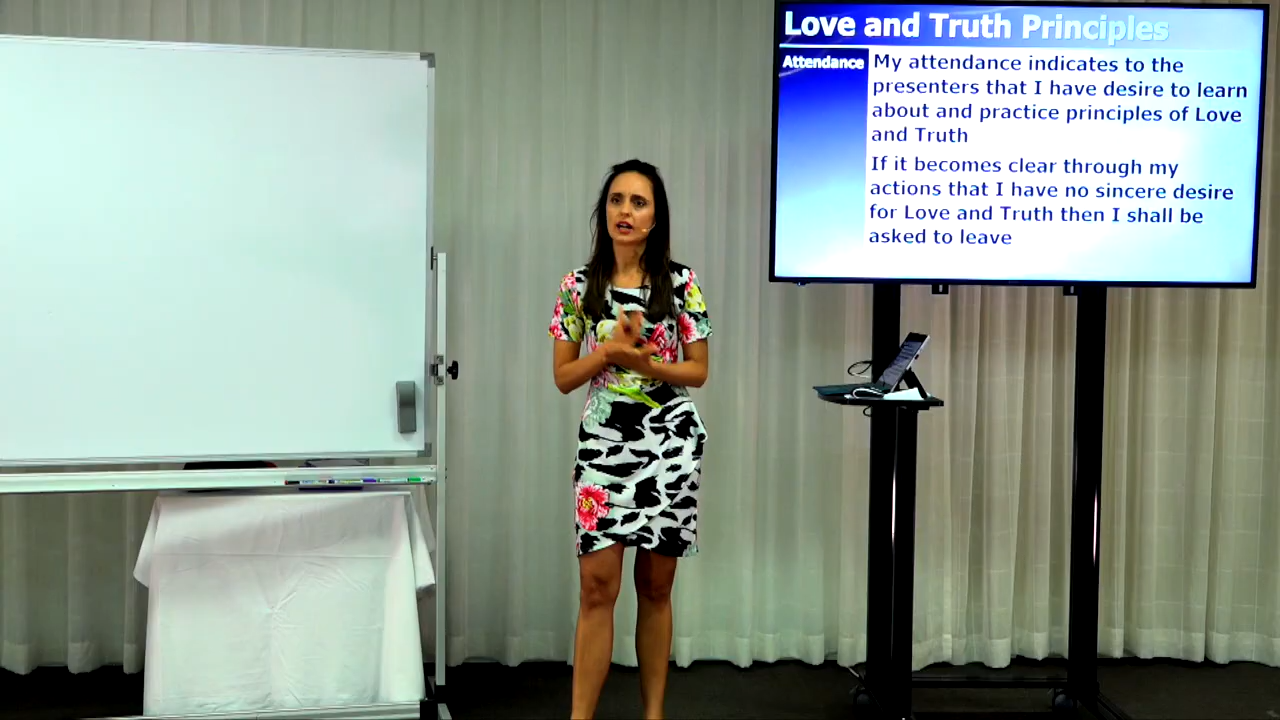 Love and Truth Principles
Attendance
My attendance indicates to the
presenters that I have desire to learn
about and practice principles of Love
and Truth
If it becomes clear through my
actions that I have no sincere desire
for Love and Truth then I shall be
asked to leave